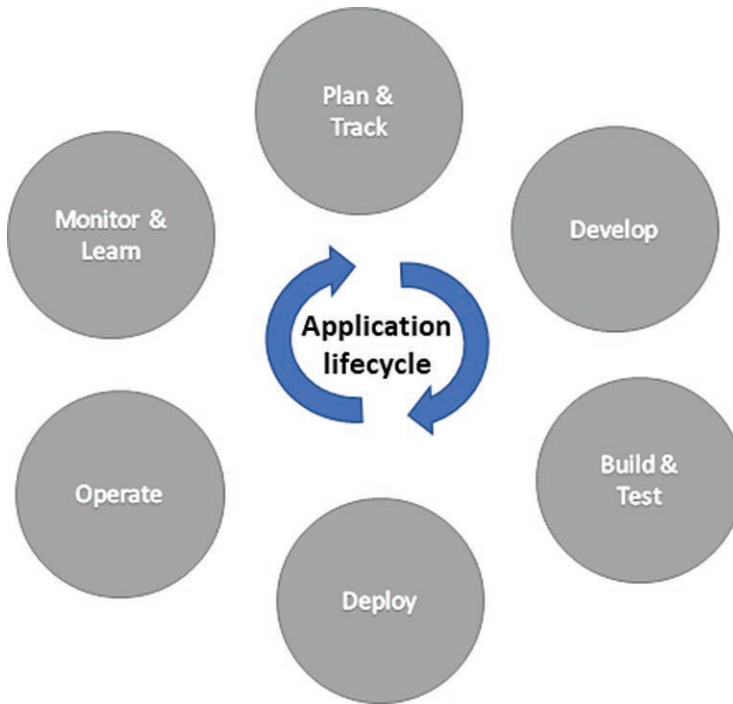 Plan &
Track
Develop
Build &
Test
Deploy
Operate
Monitor &
Learn
Application
lifecycle